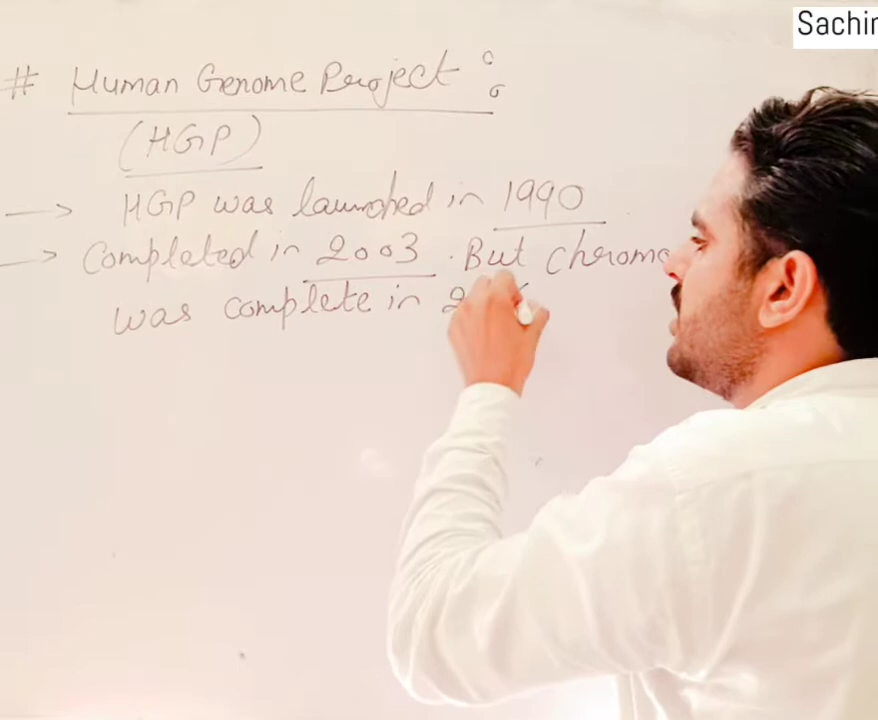 Sachin
# Human Genome Project :
(HGP)
→ HGP was launched in 1990
→ Completed in 2003. But chromo
was complete in